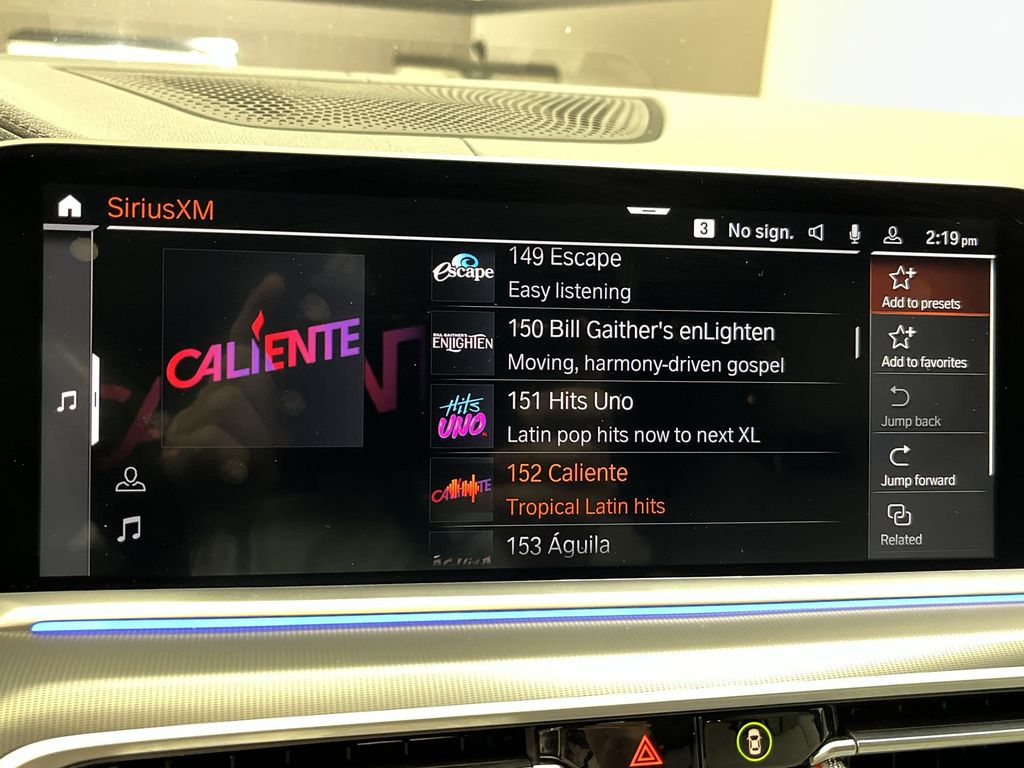 SiriusXM
3 No sign. 2:19 pm
CALIENTE
149 Escape
Easy listening
escape
150 Bill Gaither's enLighten
Moving, harmony-driven gospel
BILL GAITHER'S
ENLIGHTEN
151 Hits Uno
Latin pop hits now to next XL
Hits
UNO
152 Caliente
Tropical Latin hits
153 Águila
Add to presets
Add to favorites
Jump back
Jump forward
Related